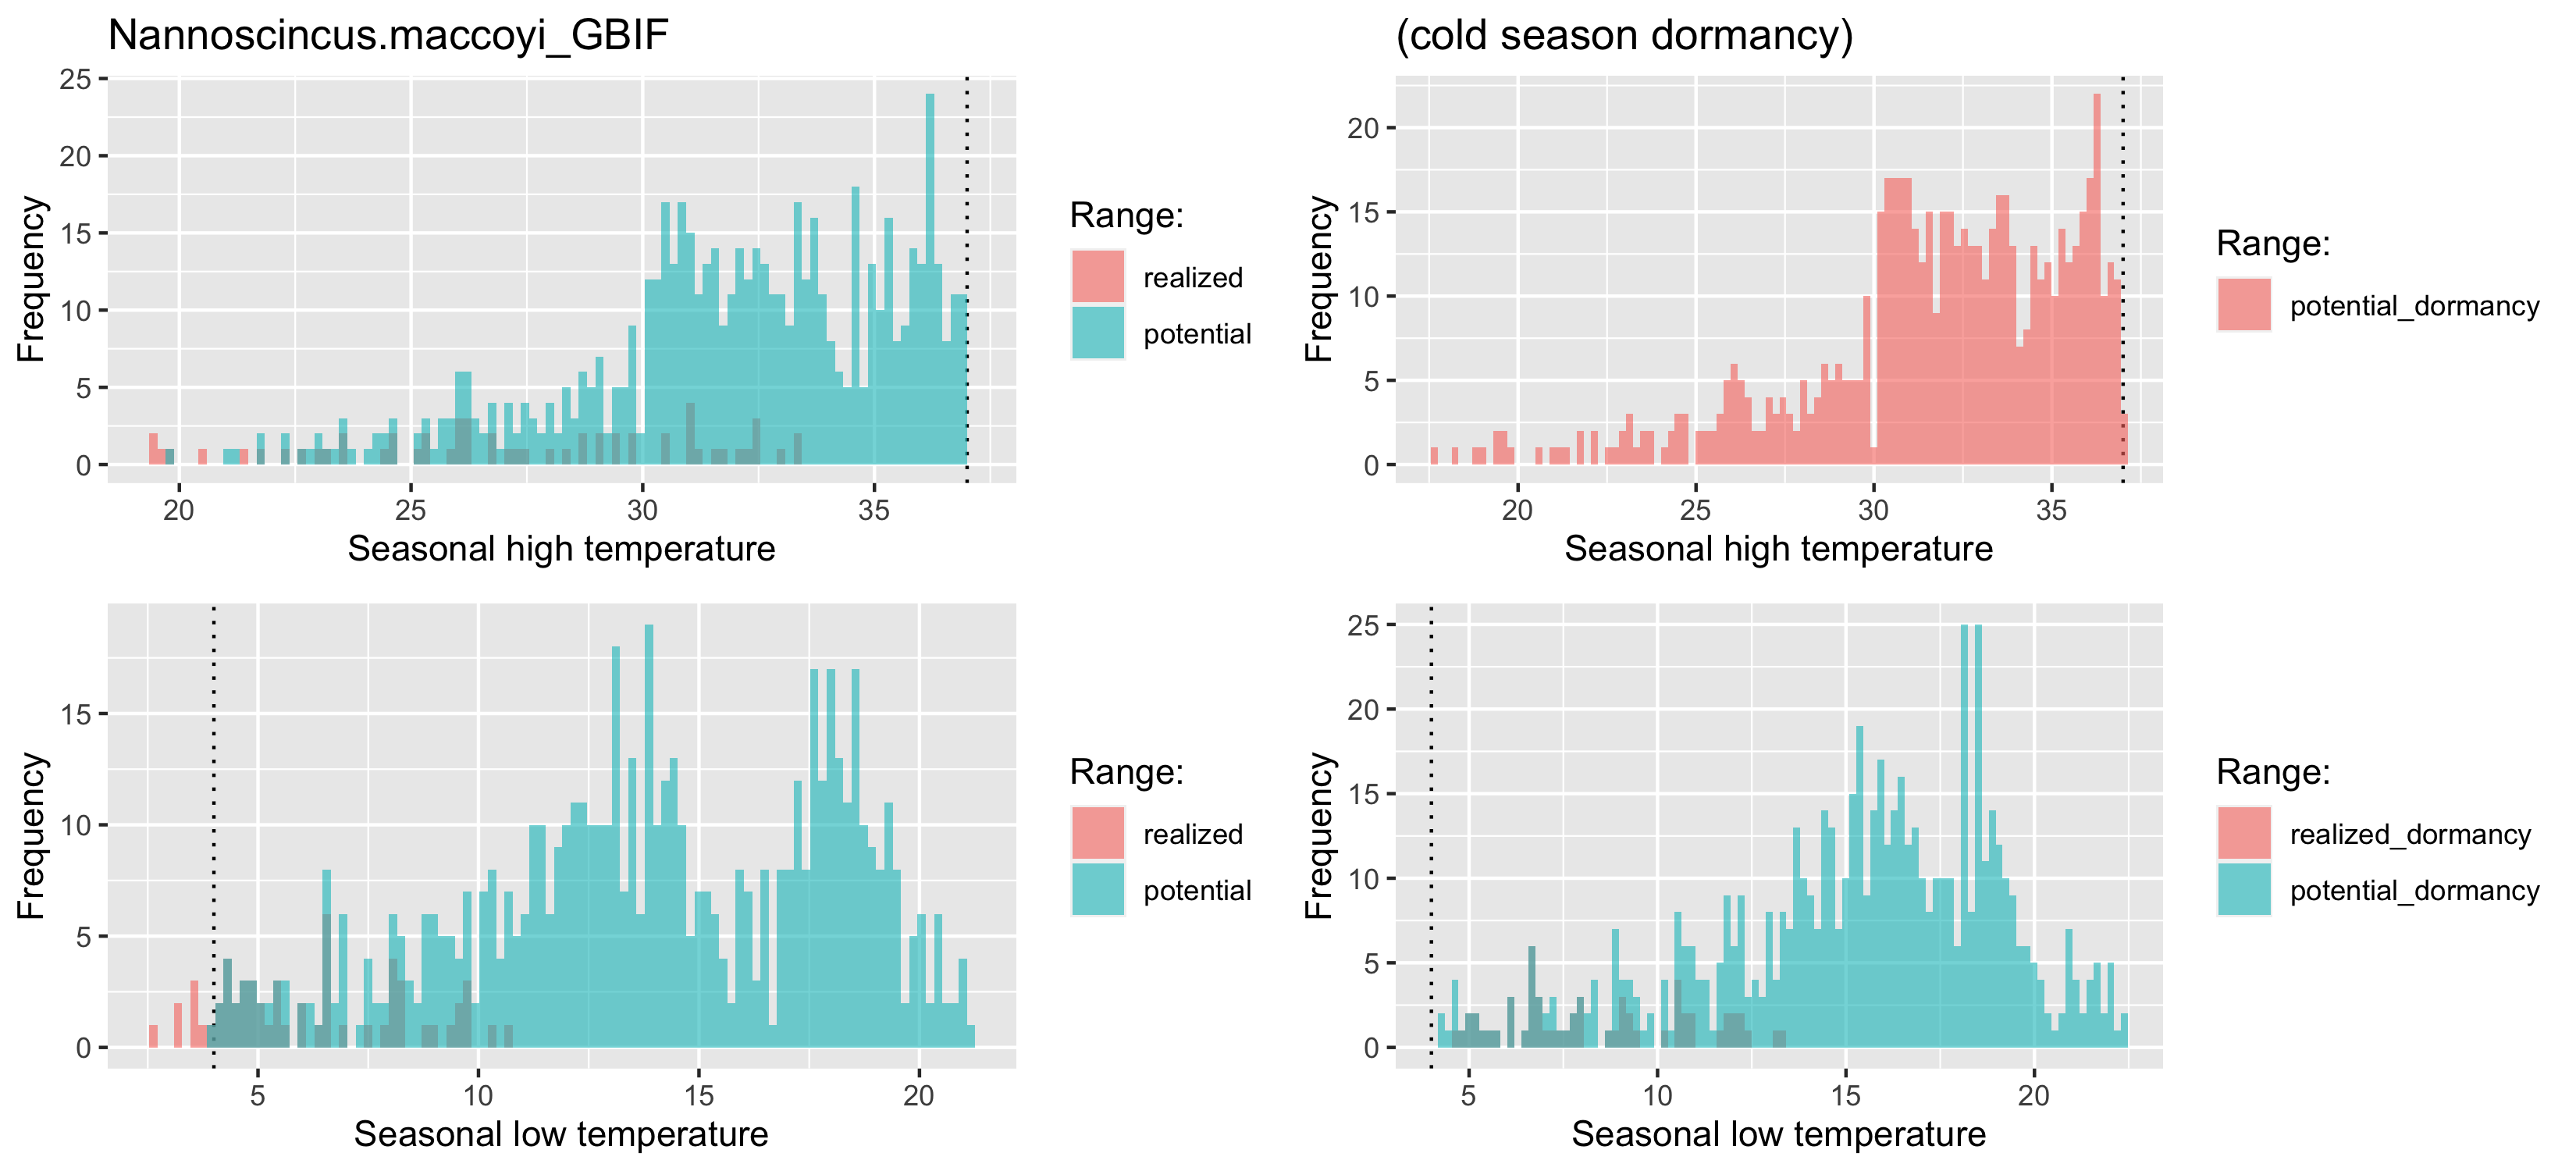 Nannoscincus.maccoyi_GBIF
25
20
15
10
5
0
Frequency
20
25
30
35
Seasonal high temperature
Range:
realized
potential
(cold season dormancy)
20
15
10
5
0
Frequency
20
25
30
35
Seasonal high temperature
Range:
potential_dormancy
15
10
5
0
Frequency
5
10
15
20
Seasonal low temperature
Range:
realized
potential
25
20
15
10
5
0
Frequency
5
10
15
20
Seasonal low temperature
Range:
realized_dormancy
potential_dormancy